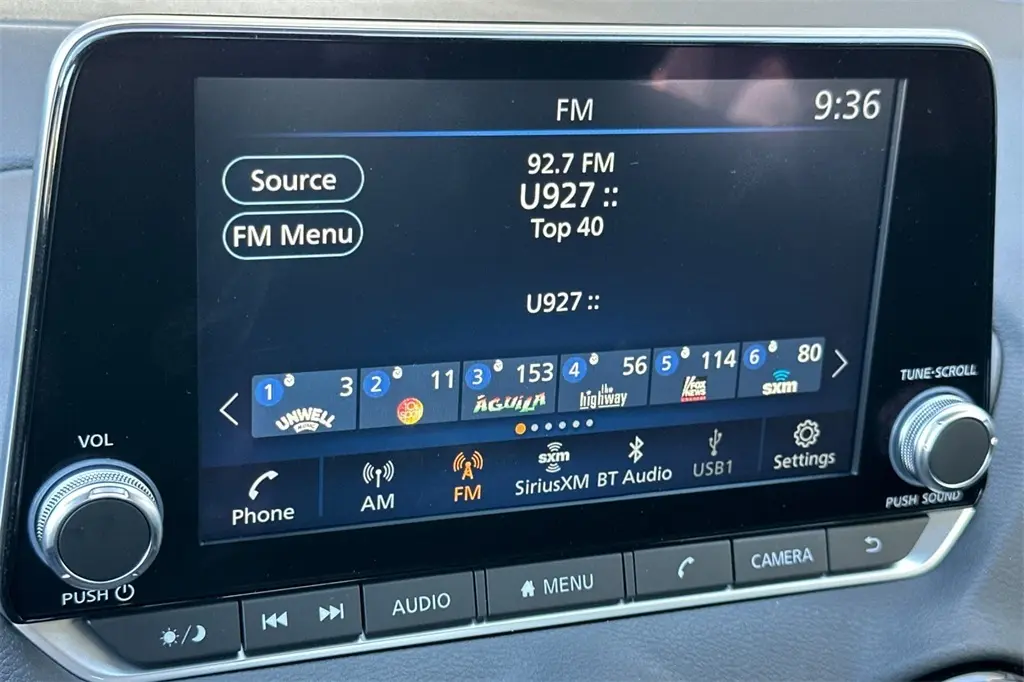 FM
9:36
Source
92.7 FM
U927 ::
Top 40
FM Menu
U927 ::
1 3 UNWELL
2 11
3 153 AGUILA
4 56 the highway
5 114 FOX NEWS
6 80 sxm
Phone
AM
FM
sxm
SiriusXM
BT Audio
USB1
Settings
VOL
PUSH
TUNE·SCROLL
PUSH SOUND
AUDIO
MENU
CAMERA